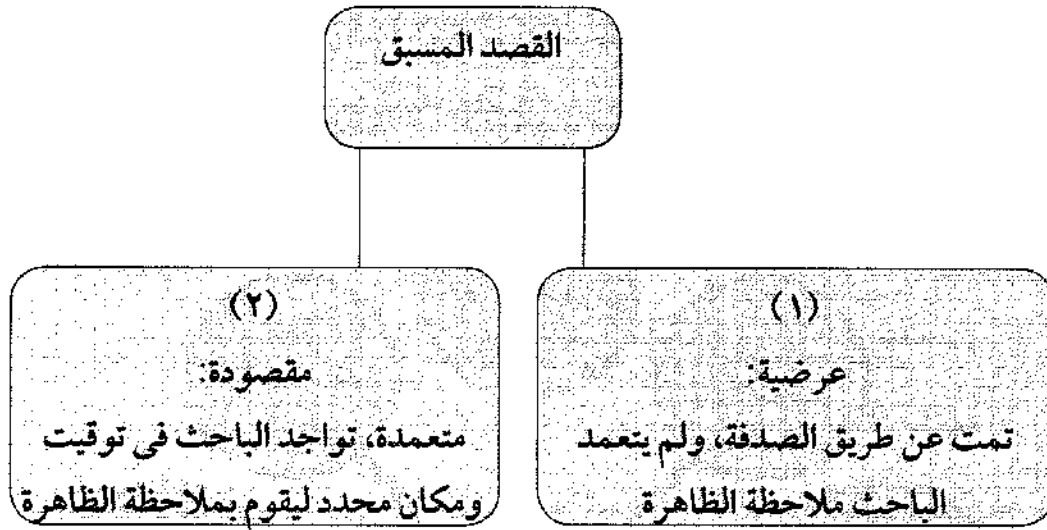 القصد المسبق
(١)
عرضية:
تمت عن طريق الصدفة، ولم يتعمد
الباحث ملاحظة الظاهرة
(٢)
مقصودة:
متعمدة، تواجد الباحث في توقيت
ومكان محدد ليقوم بملاحظة الظاهرة